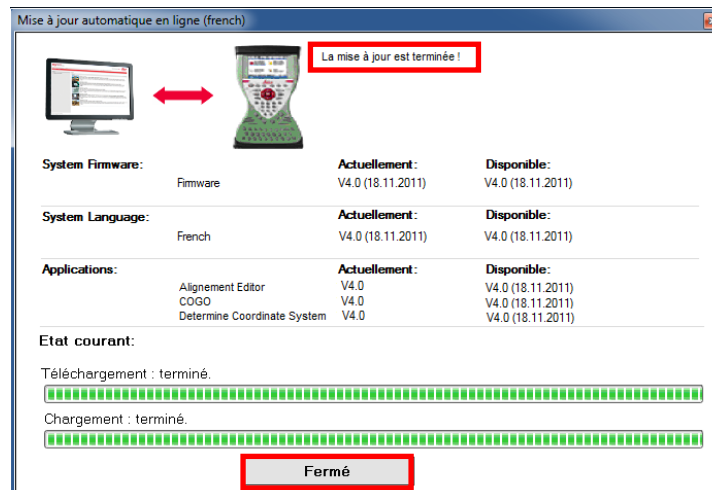 Mise à jour automatique en ligne (french)
La mise à jour est terminée !
System Firmware: Actuellement: Disponible:
Firmware V4.0 (18.11.2011) V4.0 (18.11.2011)
System Language: Actuellement: Disponible:
French V4.0 (18.11.2011) V4.0 (18.11.2011)
Applications: Actuellement: Disponible:
Alignement Editor V4.0 V4.0 (18.11.2011)
COGO V4.0 V4.0 (18.11.2011)
Determine Coordinate System V4.0 V4.0 (18.11.2011)
Etat courant:
Téléchargement : terminé.
Chargement : terminé.
Fermé